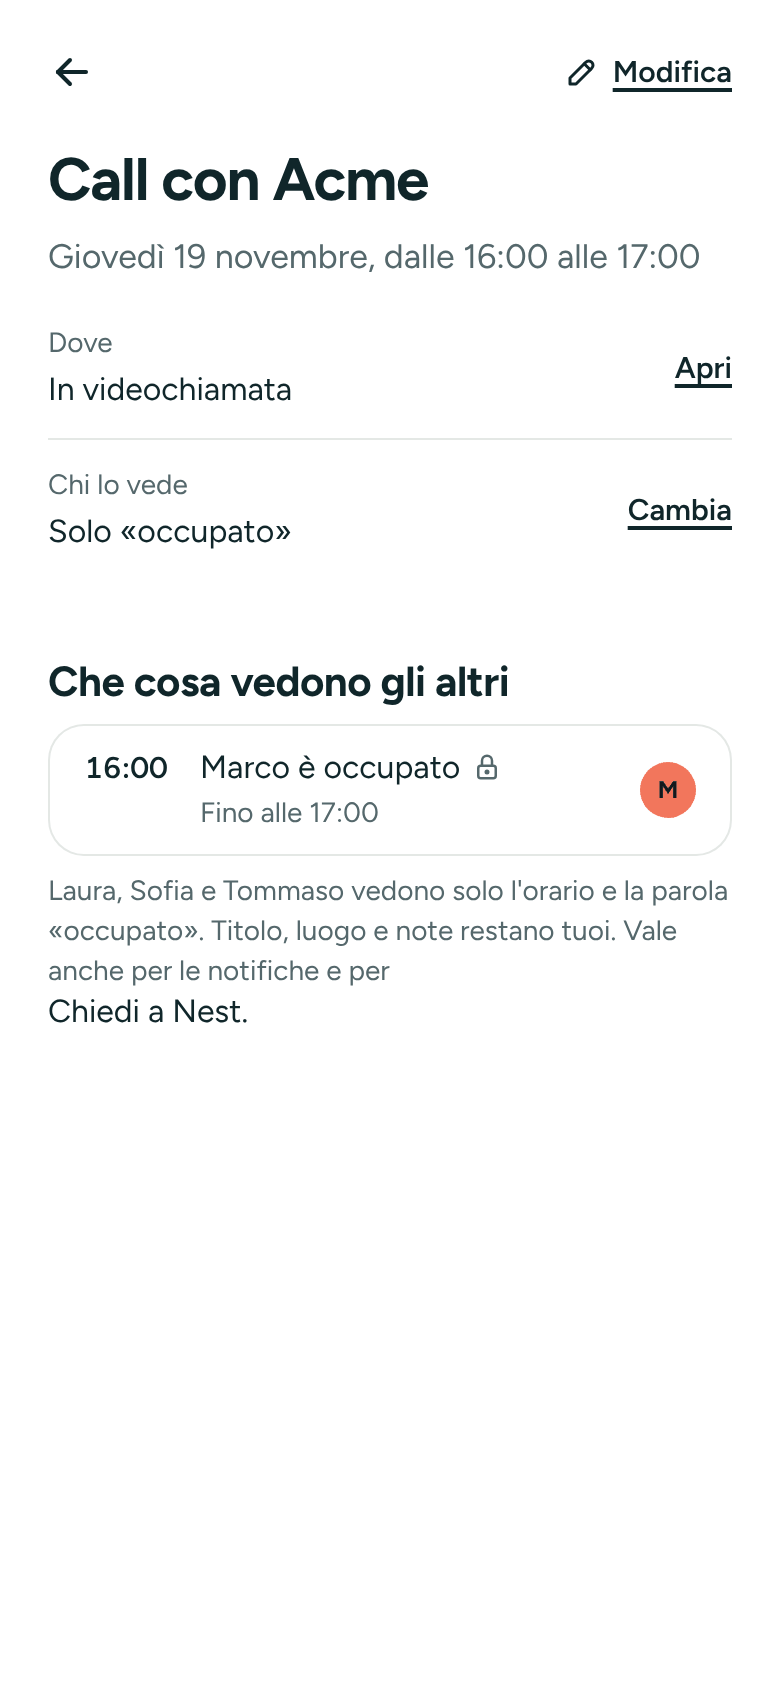 Modifica
Call con Acme
Giovedì 19 novembre, dalle 16:00 alle 17:00
Dove
In videochiamata
Apri
Chi lo vede
Solo «occupato»
Cambia
Che cosa vedono gli altri
16:00 Marco è occupato
Fino alle 17:00
M
Laura, Sofia e Tommaso vedono solo l'orario e la parola
«occupato». Titolo, luogo e note restano tuoi. Vale
anche per le notifiche e per
Chiedi a Nest.